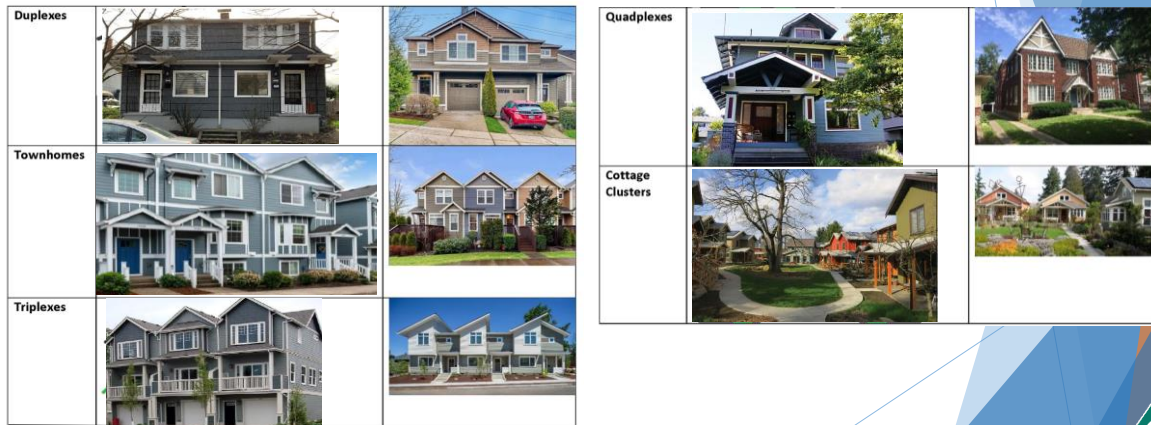 Duplexes
Townhomes
Triplexes
Quadplexes
Cottage
Clusters